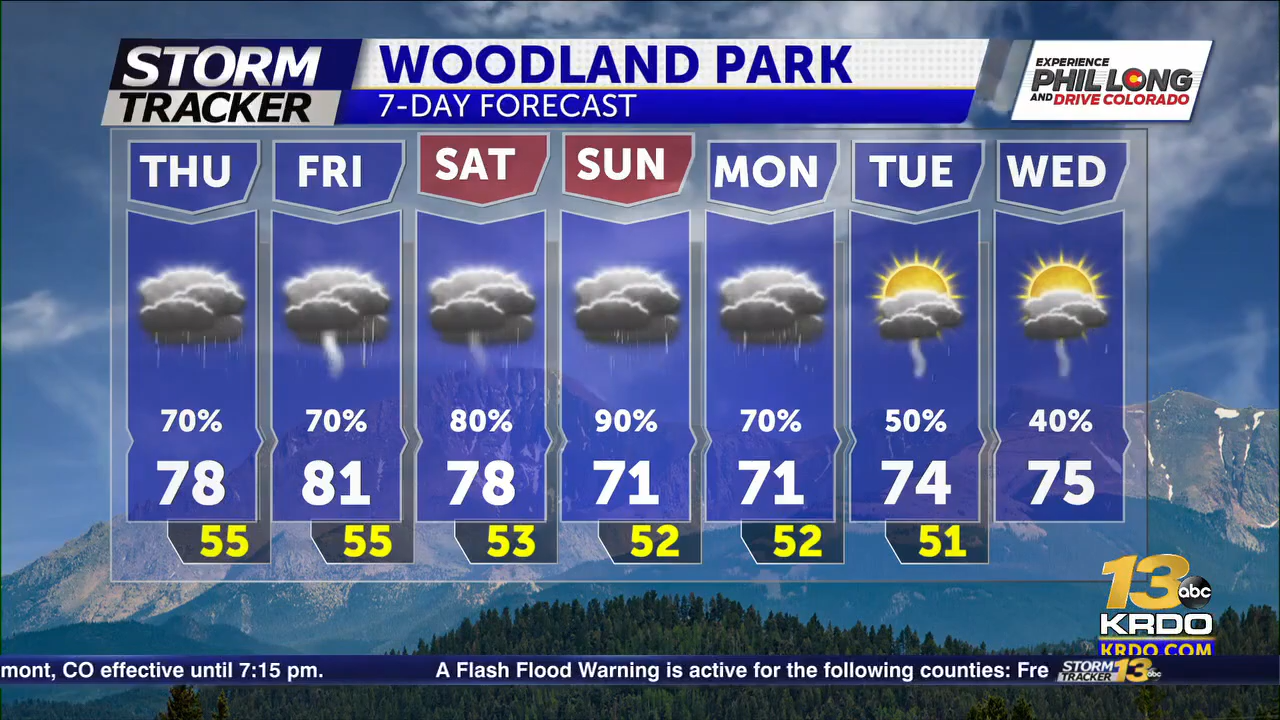 STORM
TRACKER
WOODLAND PARK
7-DAY FORECAST
EXPERIENCE
PHIL LONG
AND DRIVE COLORADO
THU FRI SAT SUN MON TUE WED
70% 70% 80% 90% 70% 50% 40%
78 81 78 71 71 74 75
55 55 53 52 52 51
13 abc
KRDO
KRDO.COM
mont, CO effective until 7:15 pm. A Flash Flood Warning is active for the following counties: Fre
STORM
TRACKER 13 abc